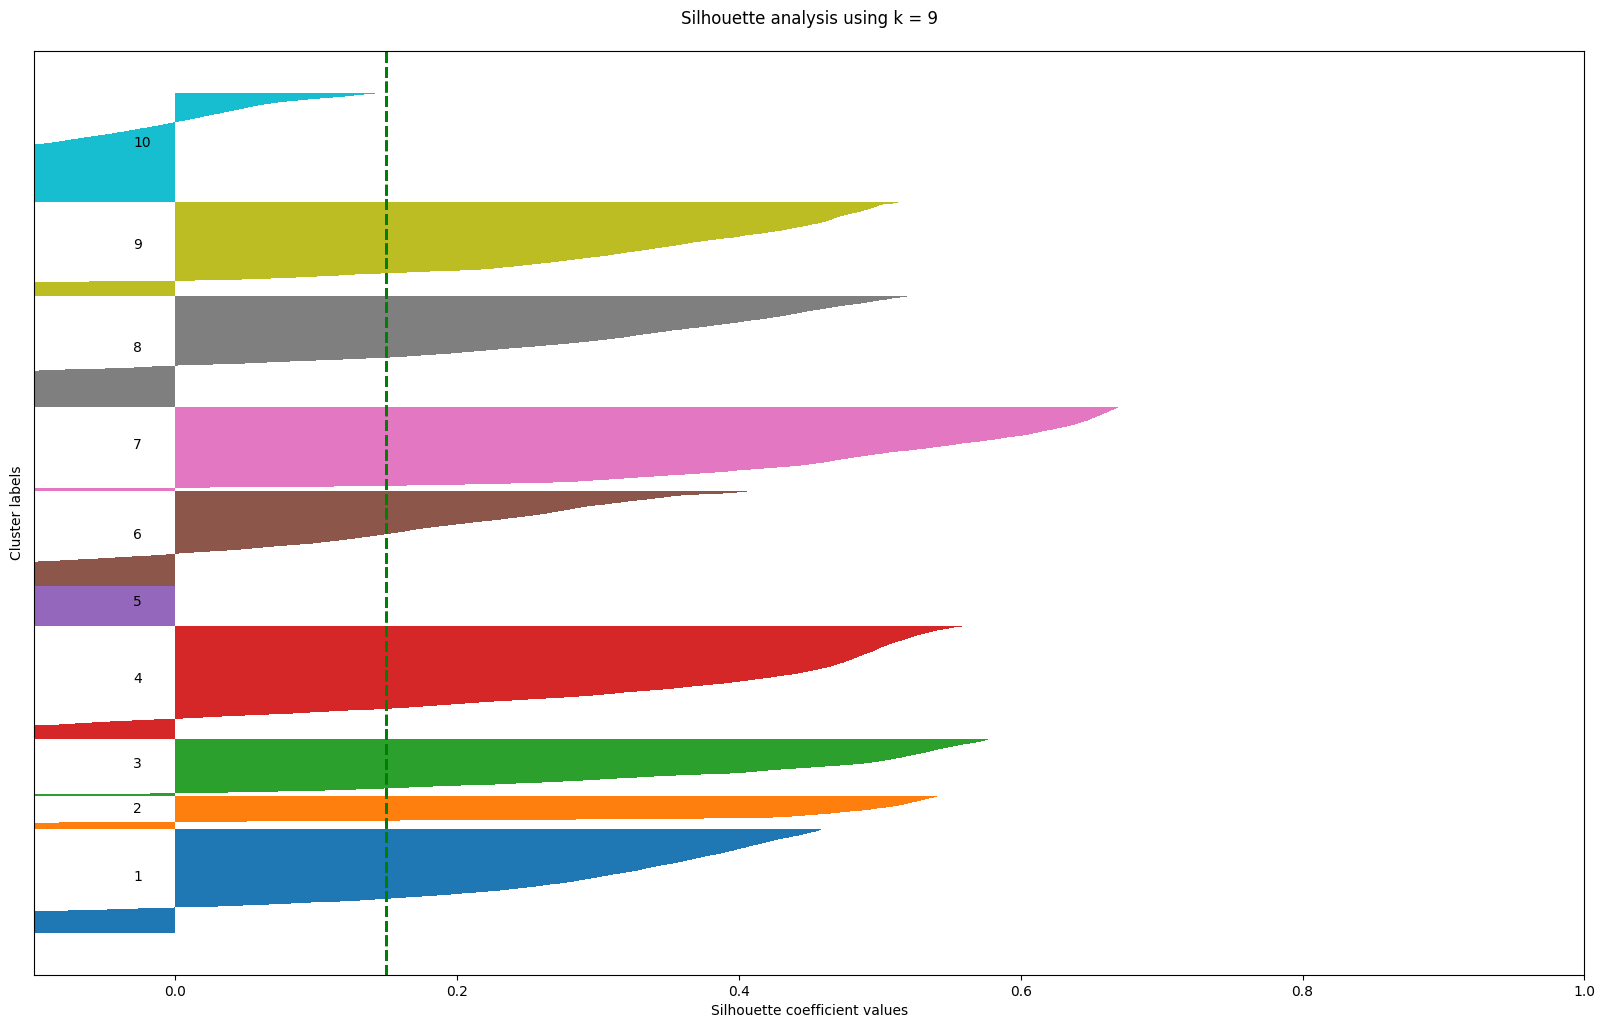 Silhouette analysis using k = 9
10
9
8
7
6
5
4
3
2
1
Cluster labels
0.0 0.2 0.4 0.6 0.8 1.0
Silhouette coefficient values